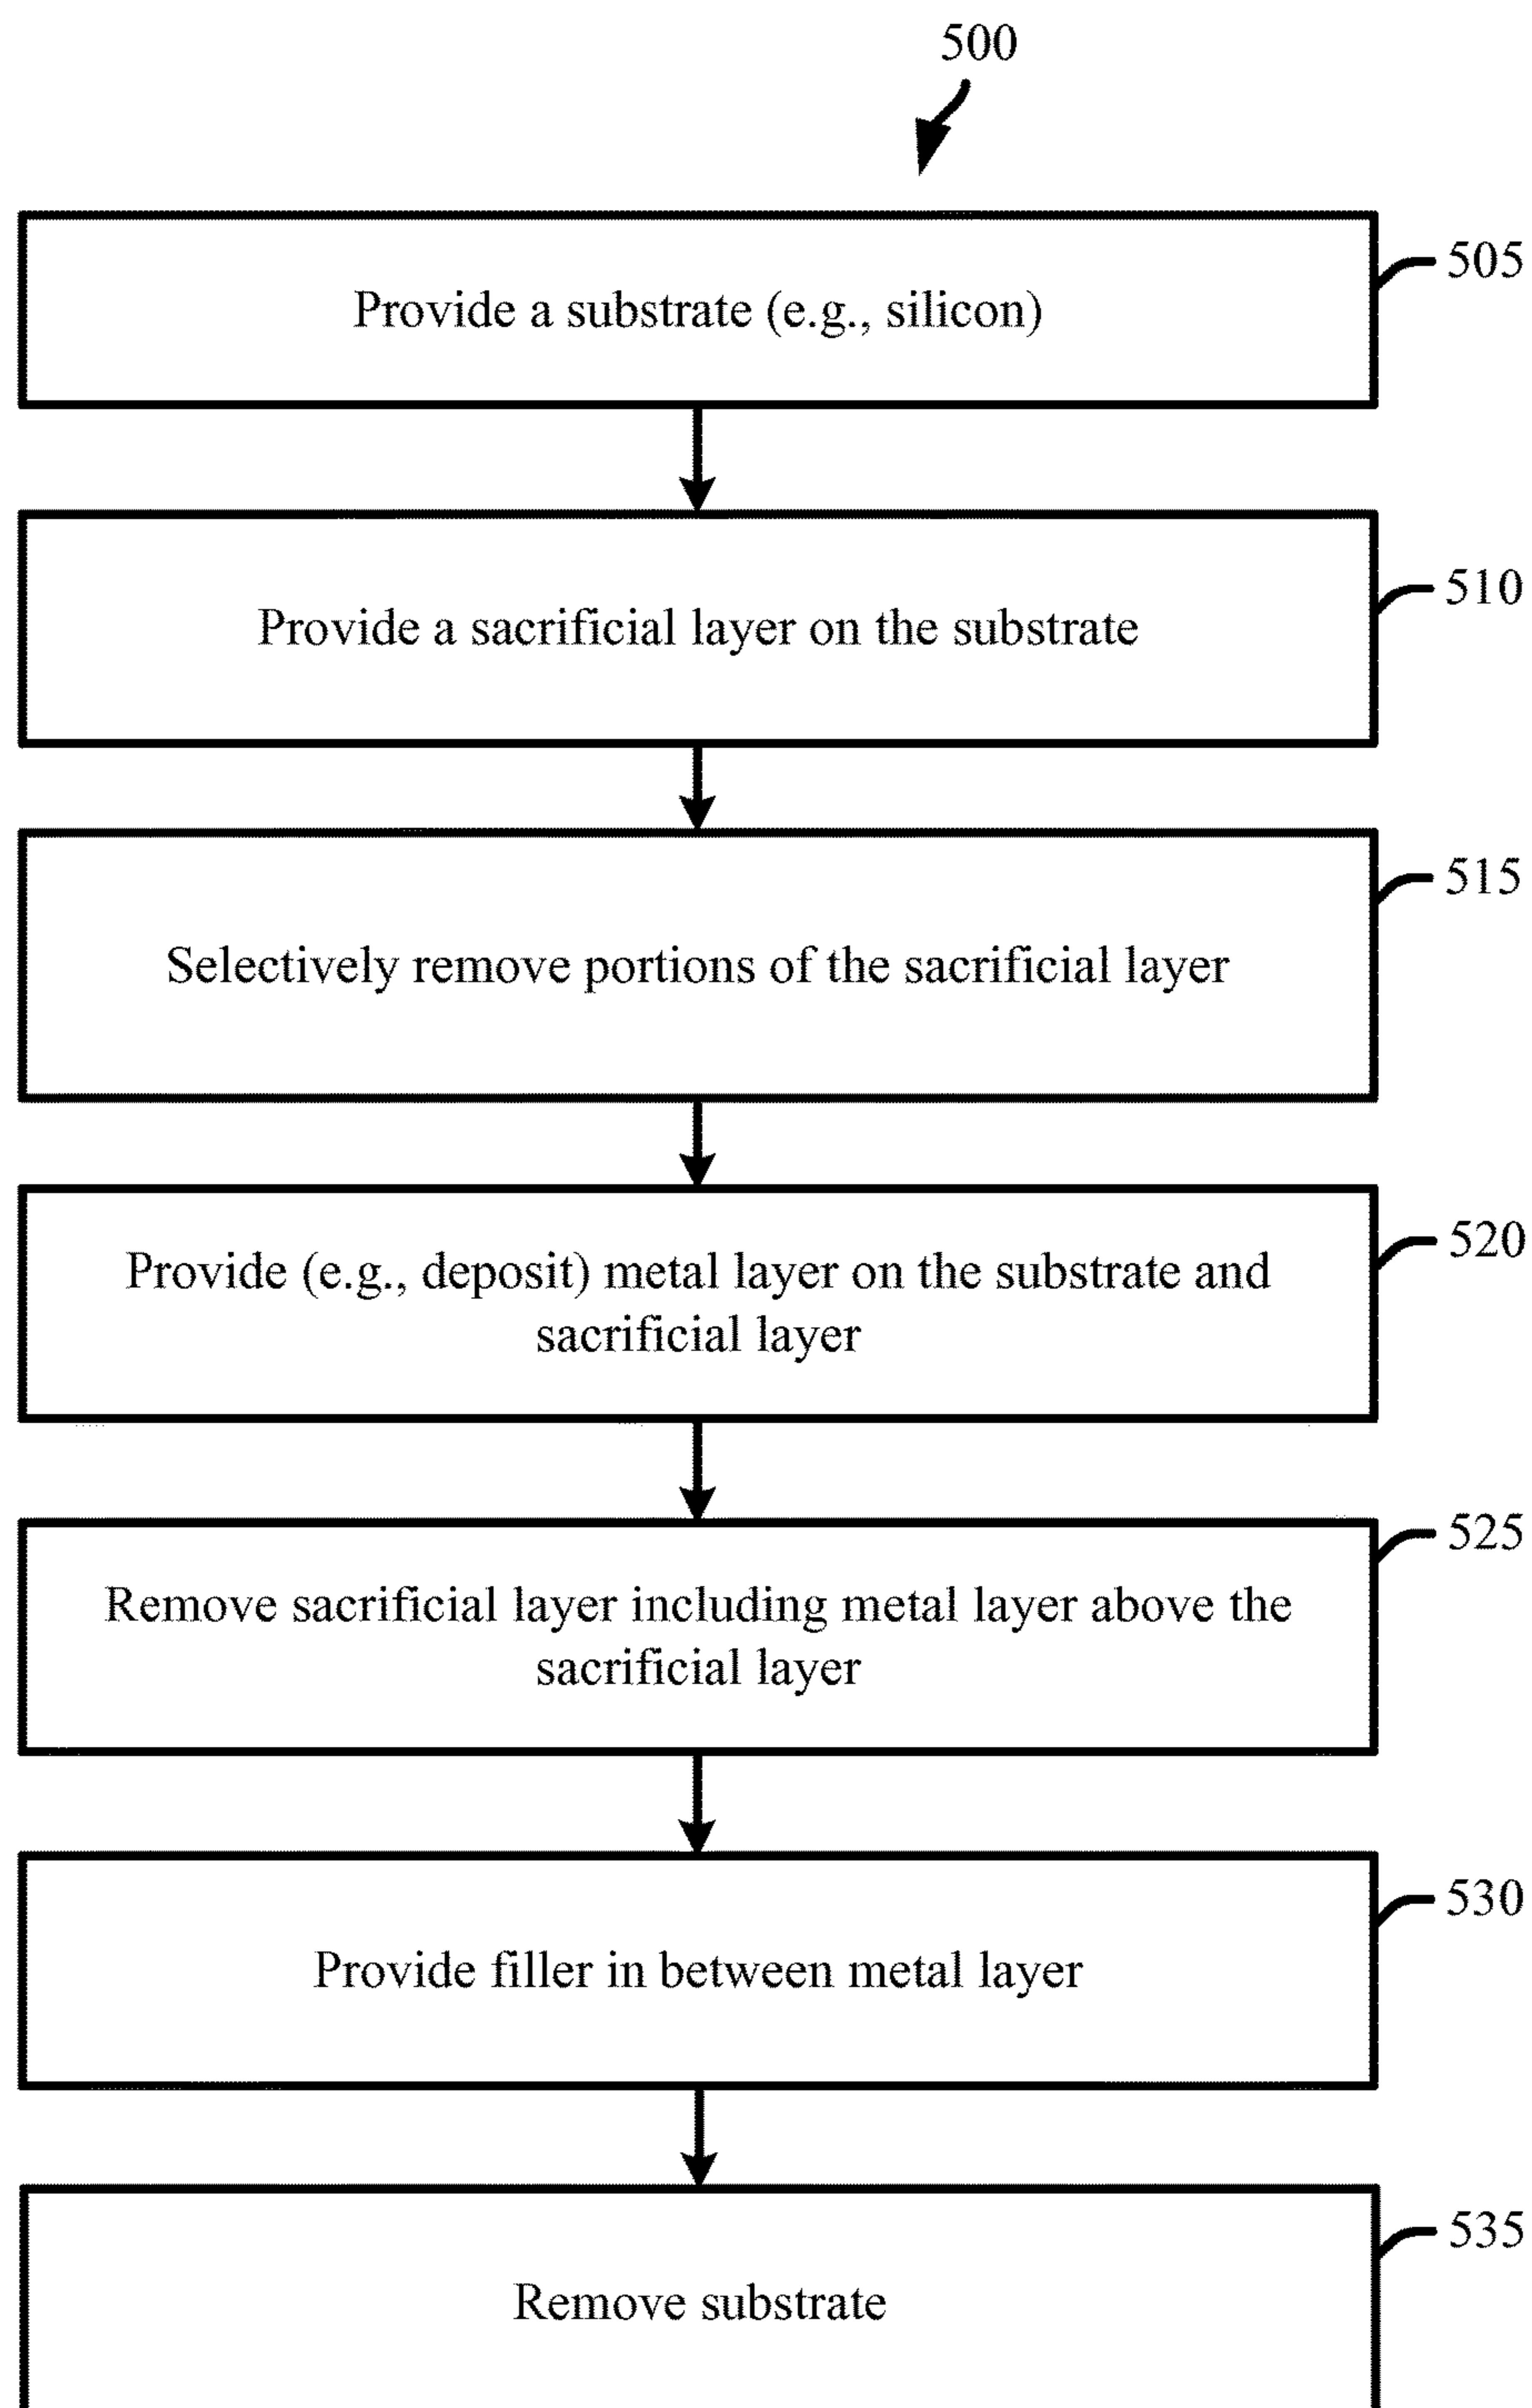 500
Provide a substrate (e.g., silicon)
505
Provide a sacrificial layer on the substrate
510
Selectively remove portions of the sacrificial layer
515
Provide (e.g., deposit) metal layer on the substrate and
sacrificial layer
520
Remove sacrificial layer including metal layer above the
sacrificial layer
525
Provide filler in between metal layer
530
Remove substrate
535